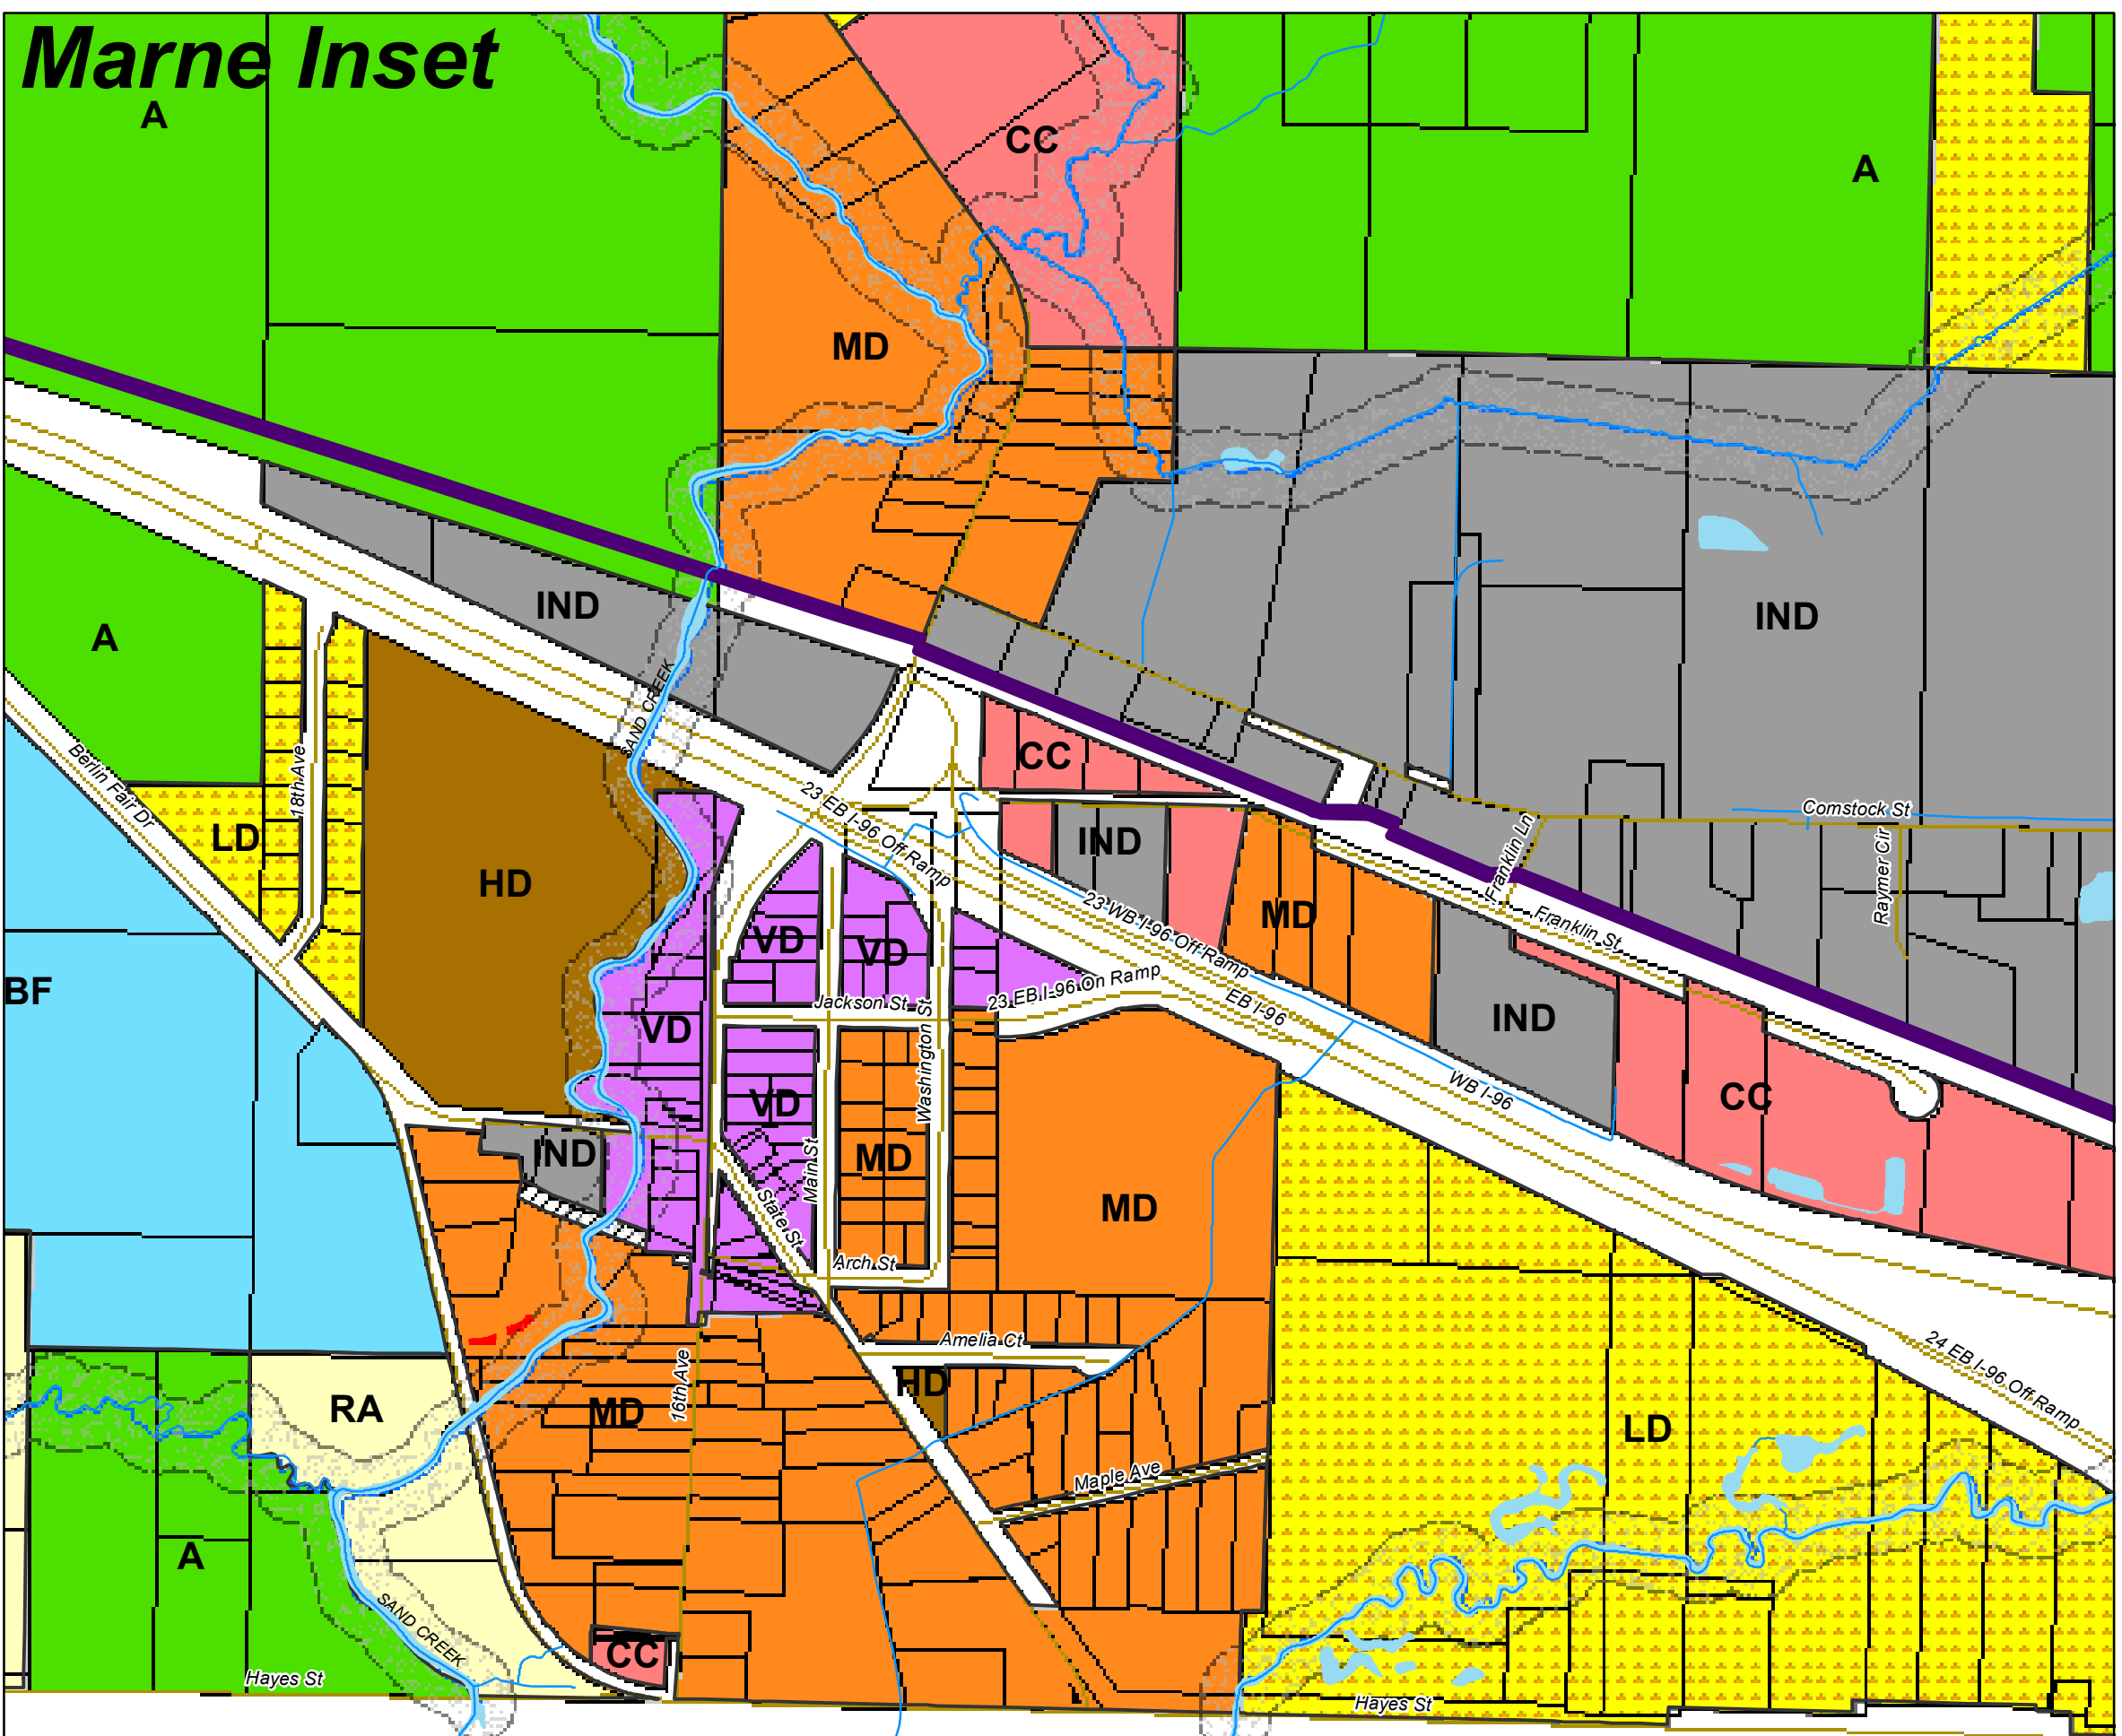 Marne Inset
A
CC
A
MD
IND
IND
A
SAND CREEK
CC
Berlin Fair Dr
18th Ave
23 EB I-96 Off Ramp
Comstock St
LD
IND
Franklin Ln
Raymer Cir
HD
23 WB I-96 Off Ramp
MD
Franklin St
VD
VD
BF
Jackson St
23 EB I-96 On Ramp
EB I-96
IND
VD
Washington St
WB I-96
VD
CC
IND
Main St
MD
State St
MD
Arch St
Amelia Ct
24 EB I-96 Off Ramp
RA
MD
16th Ave
HD
LD
Maple Ave
A
SAND CREEK
CC
Hayes St
Hayes St